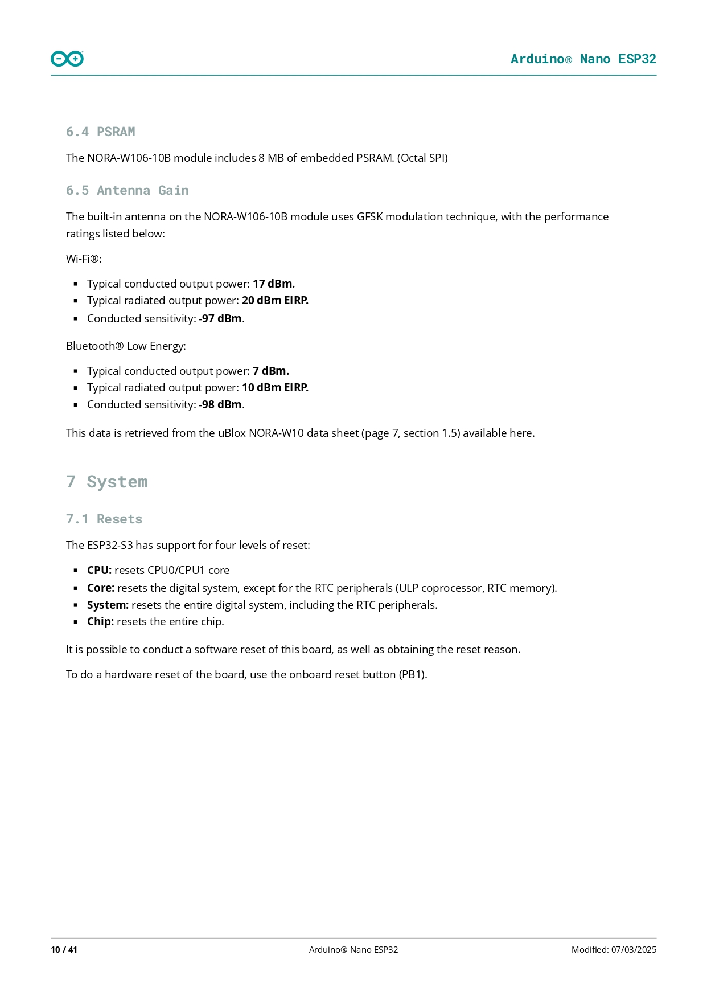 Arduino® Nano ESP32
6.4 PSRAM
The NORA-W106-10B module includes 8 MB of embedded PSRAM. (Octal SPI)
6.5 Antenna Gain
The built-in antenna on the NORA-W106-10B module uses GFSK modulation technique, with the performance
ratings listed below:
Wi-Fi®:
▪ Typical conducted output power: 17 dBm.
▪ Typical radiated output power: 20 dBm EIRP.
▪ Conducted sensitivity: -97 dBm.
Bluetooth® Low Energy:
▪ Typical conducted output power: 7 dBm.
▪ Typical radiated output power: 10 dBm EIRP.
▪ Conducted sensitivity: -98 dBm.
This data is retrieved from the uBlox NORA-W10 data sheet (page 7, section 1.5) available here.
7 System
7.1 Resets
The ESP32-S3 has support for four levels of reset:
▪ CPU: resets CPU0/CPU1 core
▪ Core: resets the digital system, except for the RTC peripherals (ULP coprocessor, RTC memory).
▪ System: resets the entire digital system, including the RTC peripherals.
▪ Chip: resets the entire chip.
It is possible to conduct a software reset of this board, as well as obtaining the reset reason.
To do a hardware reset of the board, use the onboard reset button (PB1).
10 / 41 Arduino® Nano ESP32 Modified: 07/03/2025